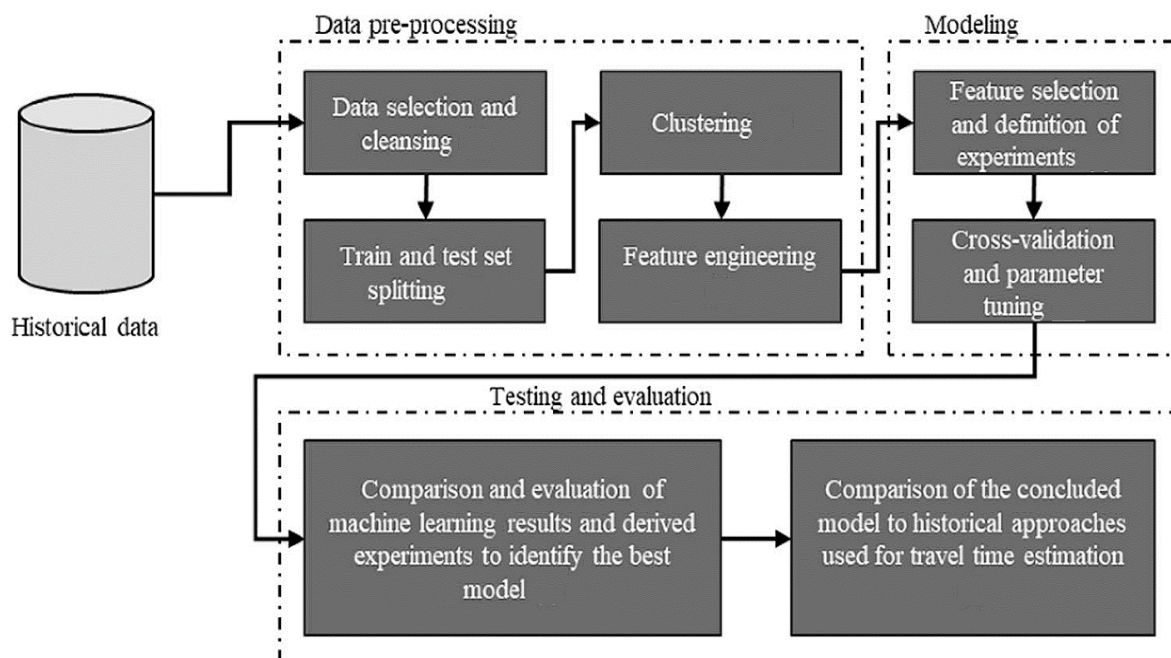 Data pre-processing
Modeling
Data selection and
cleansing
Clustering
Feature selection
and definition of
experiments
Train and test set
splitting
Feature engineering
Cross-validation
and parameter
tuning
Historical data
Testing and evaluation
Comparison and evaluation of
machine learning results and derived
experiments to identify the best
model
Comparison of the concluded
model to historical approaches
used for travel time estimation